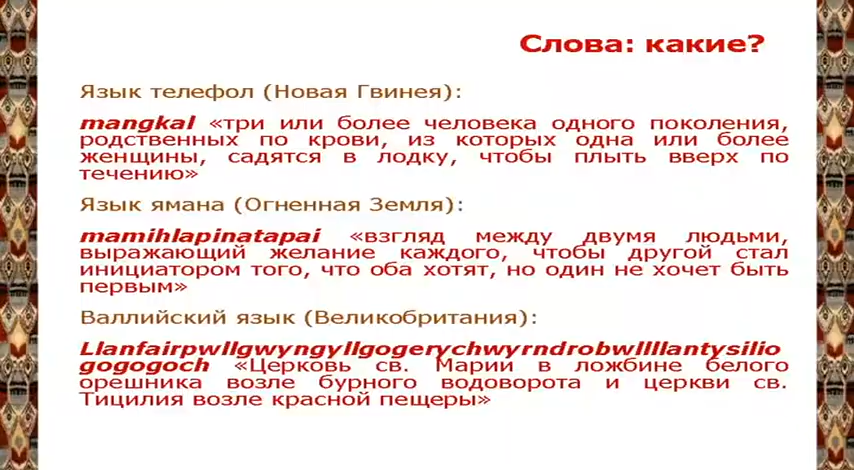 Слова: какие?
Язык телефол (Новая Гвинея):
mangkal «три или более человека одного поколения,
родственных по крови, из которых одна или более
женщины, садятся в лодку, чтобы плыть вверх по
течению»
Язык ямана (Огненная Земля):
mamihlapinatapai «взгляд между двумя людьми,
выражающий желание каждого, чтобы другой стал
инициатором того, что оба хотят, но один не хочет быть
первым»
Валлийский язык (Великобритания):
Llanfairpwllgwyngyllgogerychwyrndrobwllllantysilio
gogogoch «Церковь св. Марии в ложбине белого
орешника возле бурного водоворота и церкви св.
Тицилия возле красной пещеры»